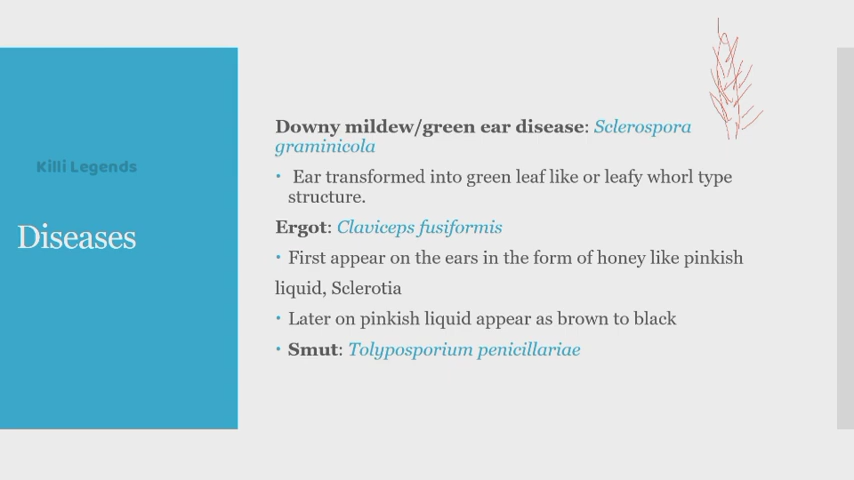 Killi Legends
Diseases
Downy mildew/green ear disease: Sclerospora
graminicola
• Ear transformed into green leaf like or leafy whorl type
structure.
Ergot: Claviceps fusiformis
• First appear on the ears in the form of honey like pinkish
liquid, Sclerotia
• Later on pinkish liquid appear as brown to black
• Smut: Tolyposporium penicillariae